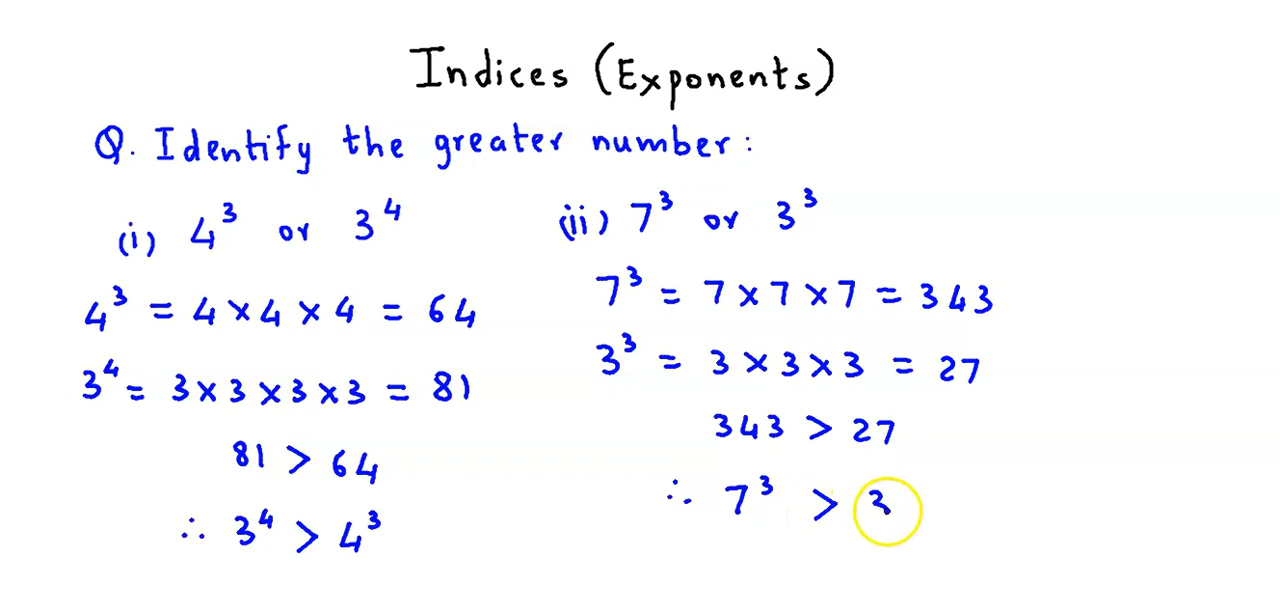 Indices (Exponents)
Q. Identify the greater number:
(i) 4³ or 3⁴
4³ = 4 × 4 × 4 = 64
3⁴ = 3 × 3 × 3 × 3 = 81
81 > 64
∴ 3⁴ > 4³
(ii) 7³ or 3³
7³ = 7 × 7 × 7 = 343
3³ = 3 × 3 × 3 = 27
343 > 27
∴ 7³ > 3